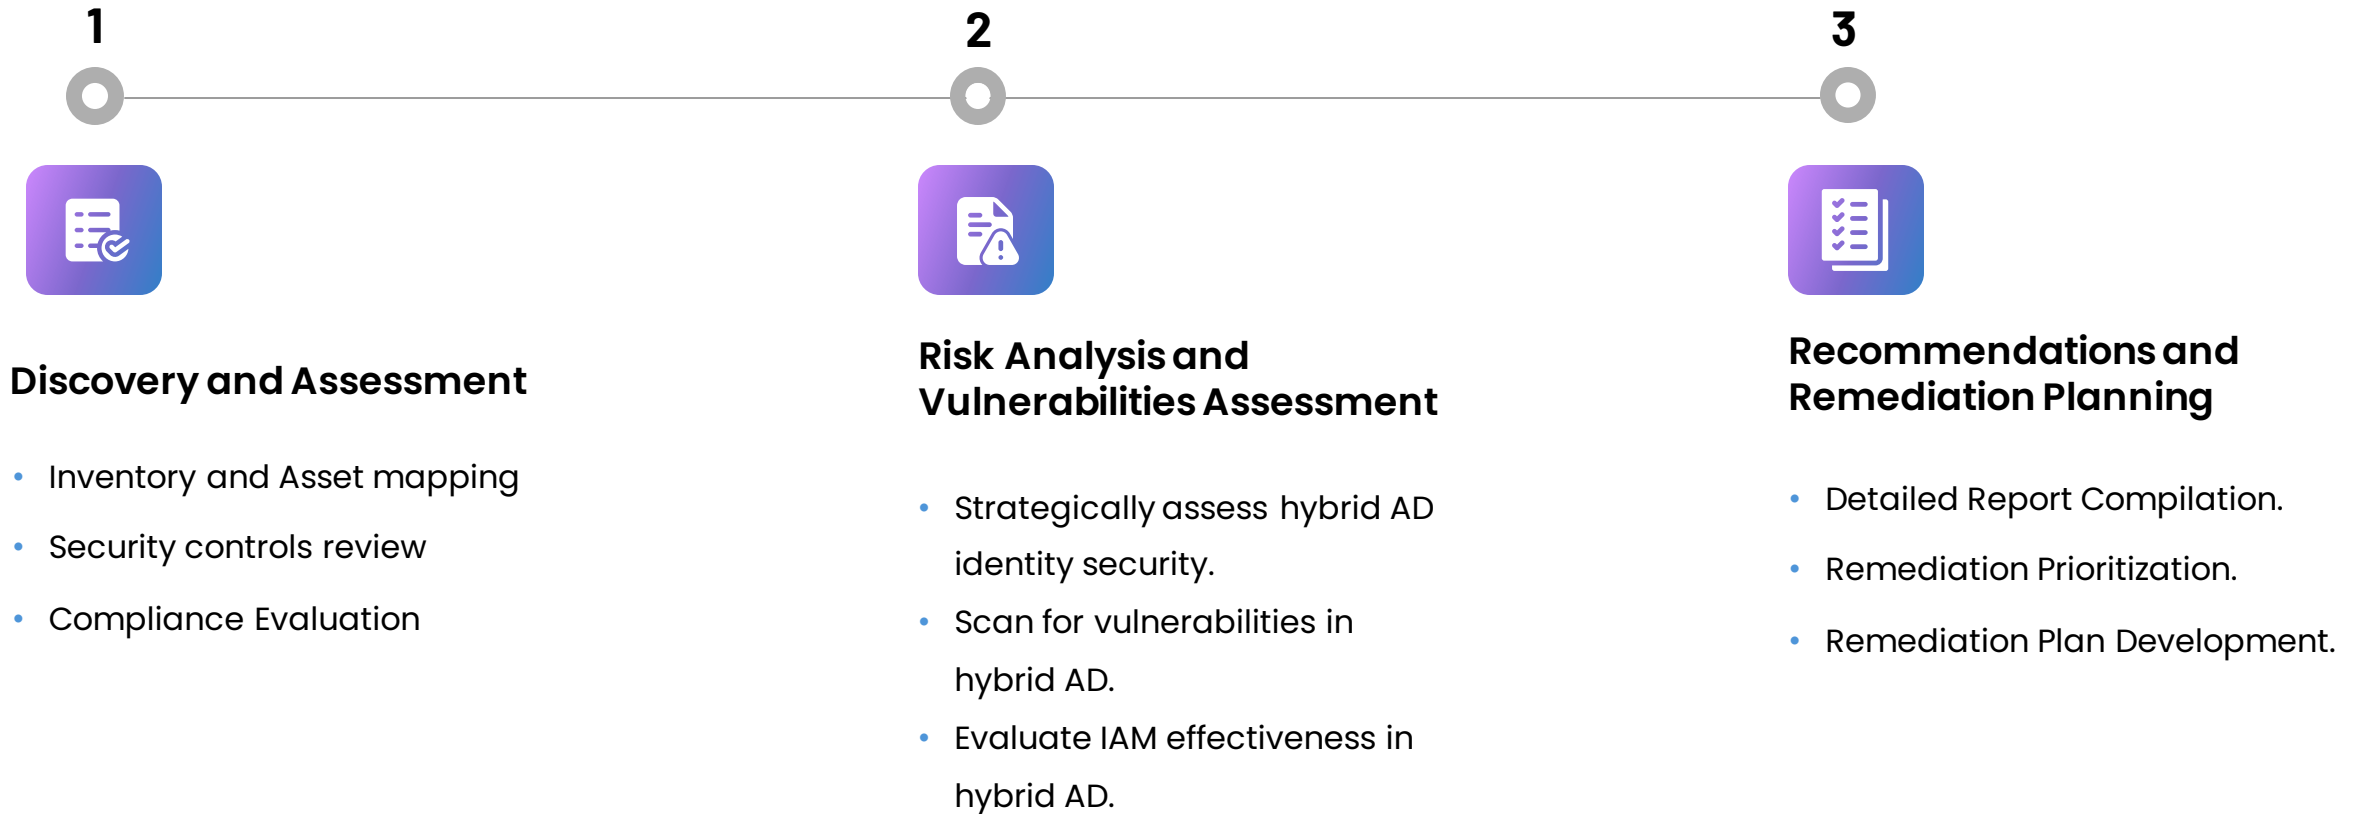 1
2
3
Discovery and Assessment
• Inventory and Asset mapping
• Security controls review
• Compliance Evaluation
Risk Analysis and
Vulnerabilities Assessment
• Strategically assess hybrid AD
identity security.
• Scan for vulnerabilities in
hybrid AD.
• Evaluate IAM effectiveness in
hybrid AD.
Recommendations and
Remediation Planning
• Detailed Report Compilation.
• Remediation Prioritization.
• Remediation Plan Development.